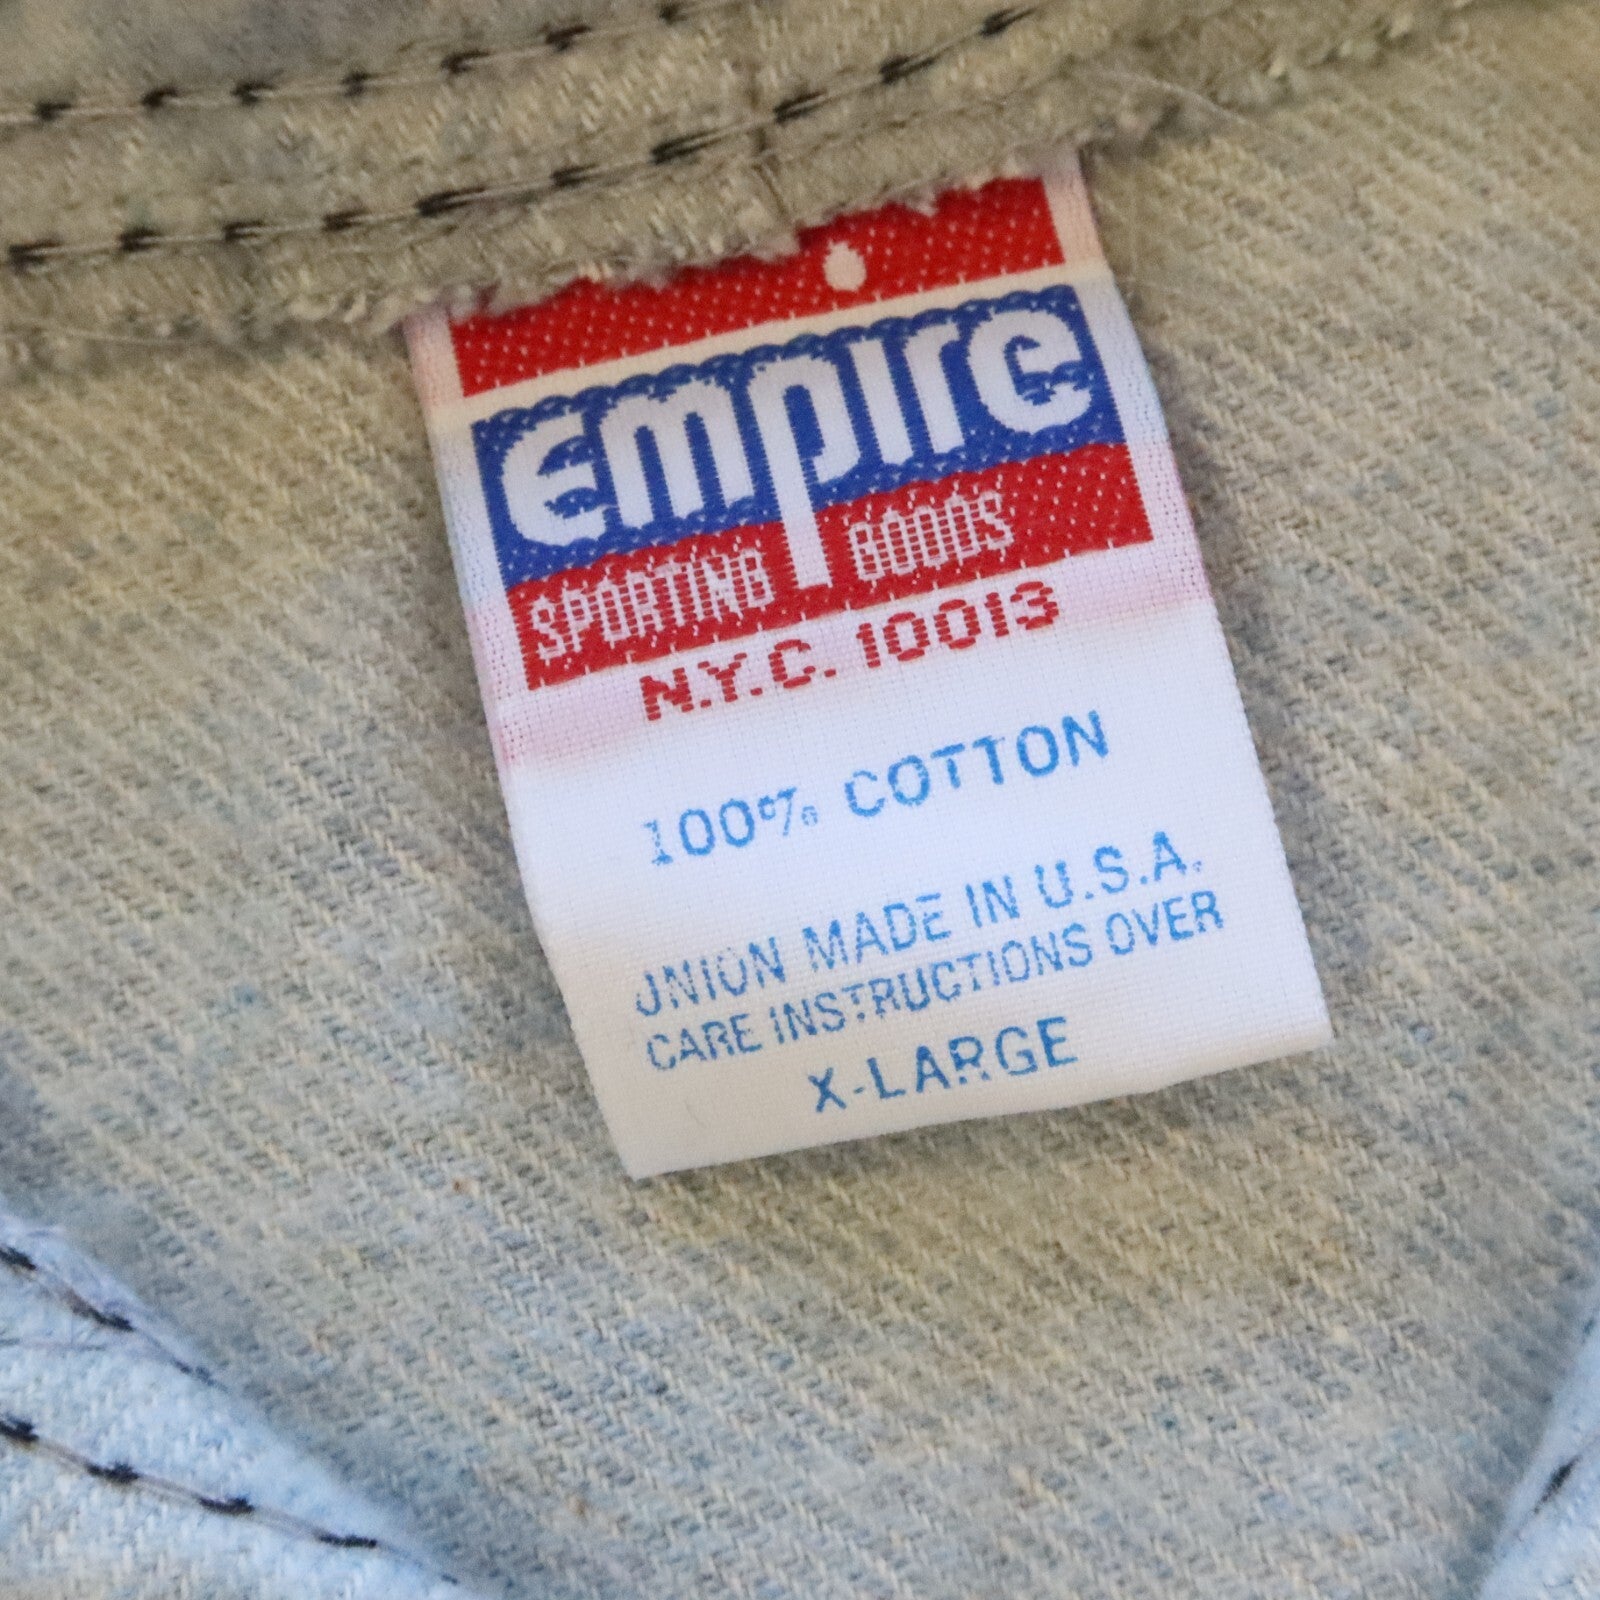 empire
SPORTING GOODS
N.Y.C. 10013
100% COTTON
UNION MADE IN U.S.A.
CARE INSTRUCTIONS OVER
X-LARGE